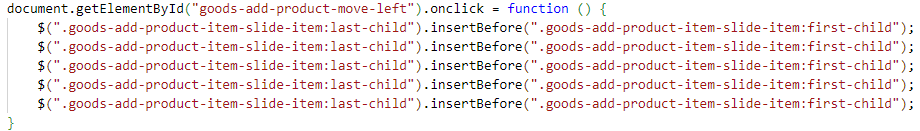 document.getElementById("goods-add-product-move-left").onclick = function () {
    $(".goods-add-product-item-slide-item:last-child").insertBefore(".goods-add-product-item-slide-item:first-child");
    $(".goods-add-product-item-slide-item:last-child").insertBefore(".goods-add-product-item-slide-item:first-child");
    $(".goods-add-product-item-slide-item:last-child").insertBefore(".goods-add-product-item-slide-item:first-child");
    $(".goods-add-product-item-slide-item:last-child").insertBefore(".goods-add-product-item-slide-item:first-child");
    $(".goods-add-product-item-slide-item:last-child").insertBefore(".goods-add-product-item-slide-item:first-child");
}